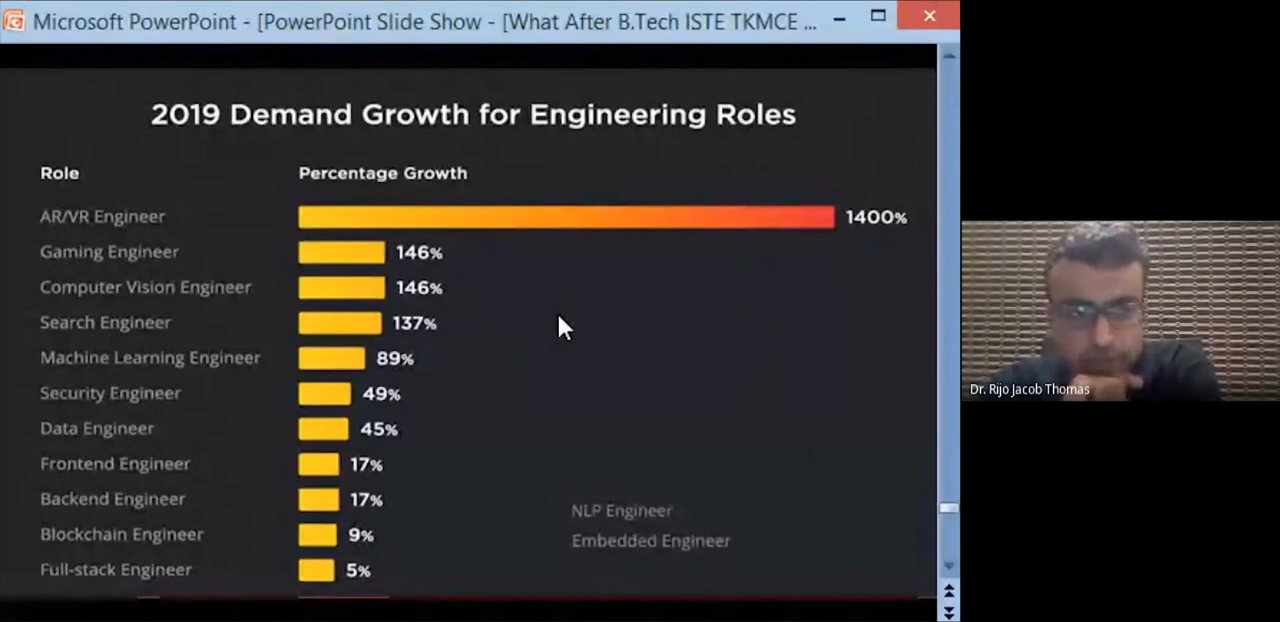 Microsoft PowerPoint - [PowerPoint Slide Show - [What After B.Tech ISTE TKMCE ...
2019 Demand Growth for Engineering Roles
Role Percentage Growth
AR/VR Engineer 1400%
Gaming Engineer 146%
Computer Vision Engineer 146%
Search Engineer 137%
Machine Learning Engineer 89%
Security Engineer 49%
Data Engineer 45%
Frontend Engineer 17%
Backend Engineer 17%
NLP Engineer
Blockchain Engineer 9%
Embedded Engineer
Full-stack Engineer 5%
Dr. Rijo Jacob Thomas